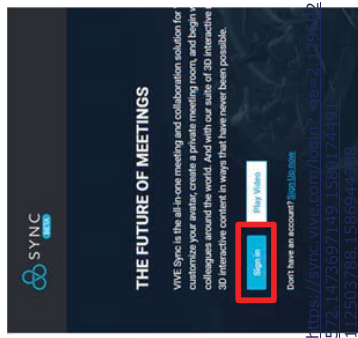 SYNC
BETA
THE FUTURE OF MEETINGS
VIVE Sync is the all-in-one meeting and collaboration solution for
customize your avatar, create a private meeting room, and begin
colleagues around the world. And with our suite of 3D interactive
3D interactive content in ways that have never been possible.
Sign in
Play Video
Don't have an account? Sign Up now